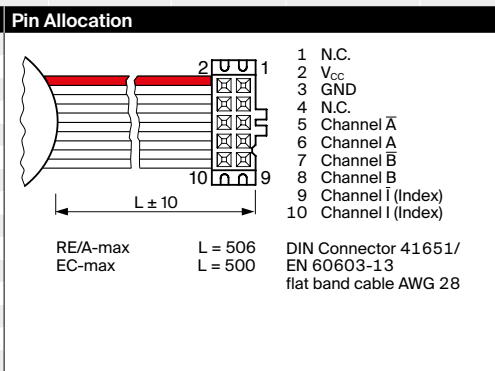 Pin Allocation
2 1
10 9
L ± 10
1 N.C.
2 Vcc
3 GND
4 N.C.
5 Channel A̅
6 Channel A
7 Channel B̅
8 Channel B
9 Channel I̅ (Index)
10 Channel I (Index)
RE/A-max L = 506
EC-max L = 500
DIN Connector 41651/
EN 60603-13
flat band cable AWG 28